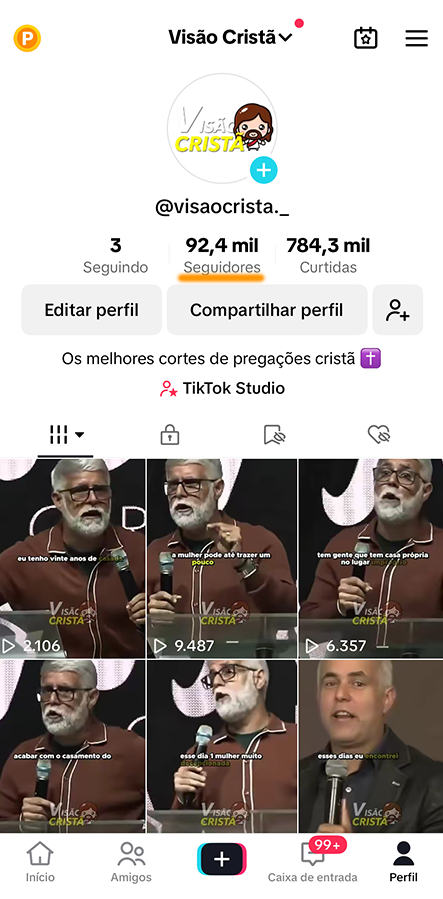 P
Visão Cristã
VISÃO
CRISTÃ
@visaocrista._
3
Seguindo
92,4 mil
Seguidores
784,3 mil
Curtidas
Editar perfil
Compartilhar perfil
Os melhores cortes de pregações cristã ✝️
TikTok Studio
eu tenho vinte anos de casado
VISÃO
CRISTÃ
2.106
a mulher pode até trazer um
pouco
VISÃO
CRISTÃ
9.487
tem gente que tem casa própria
no lugar
VISÃO
CRISTÃ
6.357
acabar com o casamento do
VISÃO
CRISTÃ
esse dia 1 mulher muito
decepcionada
VISÃO
CRISTÃ
esses dias eu encontrei
VISÃO
CRISTÃ
Início
Amigos
99+
Caixa de entrada
Perfil